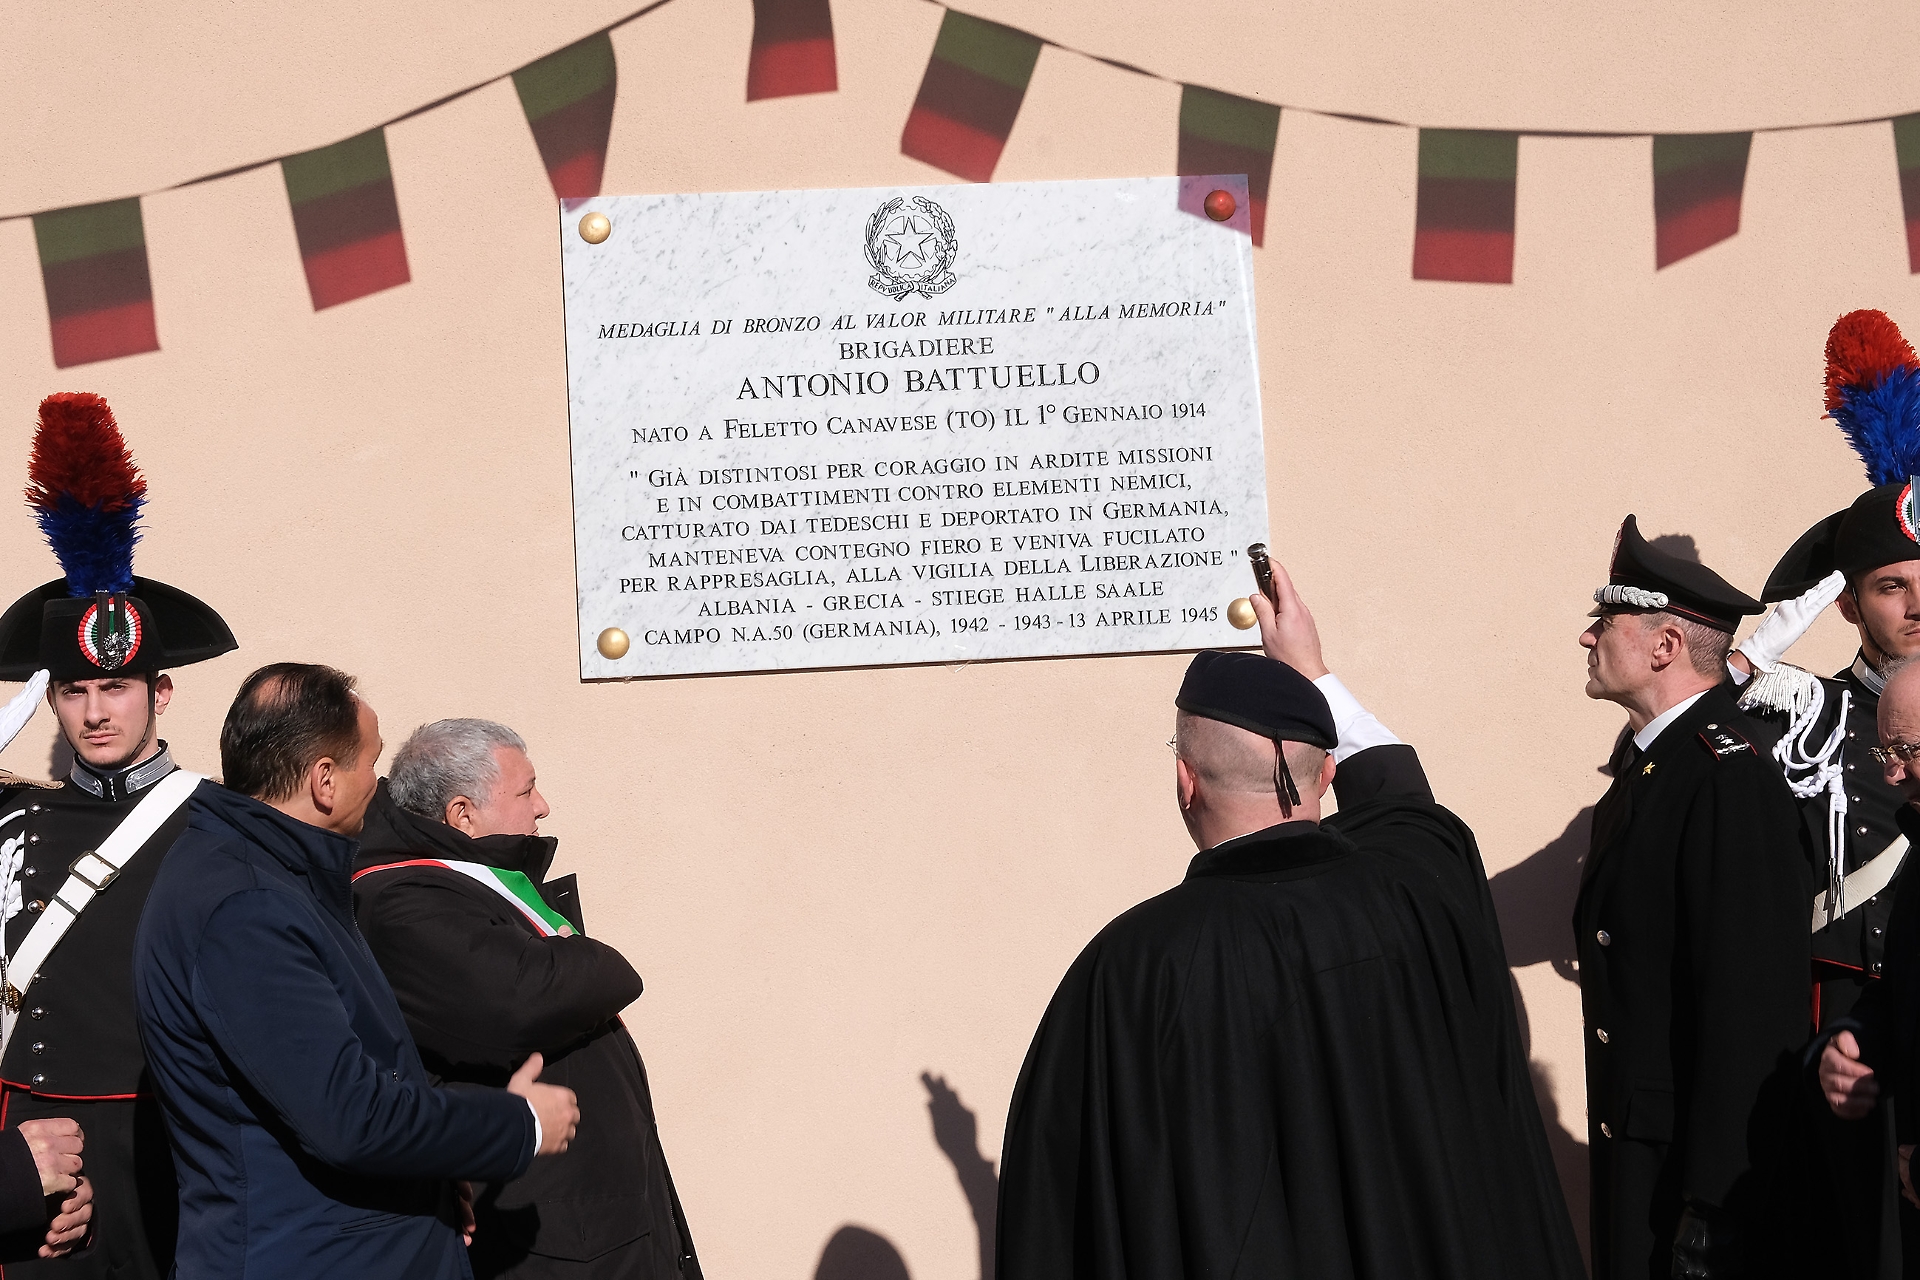 REPVBBLICA ITALIANA
MEDAGLIA DI BRONZO AL VALOR MILITARE "ALLA MEMORIA"
BRIGADIERE
ANTONIO BATTUELLO
NATO A FELETTO CANAVESE (TO) IL 1° GENNAIO 1914
" GIÀ DISTINTOSI PER CORAGGIO IN ARDITE MISSIONI
E IN COMBATTIMENTI CONTRO ELEMENTI NEMICI,
CATTURATO DAI TEDESCHI E DEPORTATO IN GERMANIA,
MANTENEVA CONTEGNO FIERO E VENIVA FUCILATO
PER RAPPRESAGLIA, ALLA VIGILIA DELLA LIBERAZIONE "
ALBANIA - GRECIA - STIEGE HALLE SAALE
CAMPO N.A.50 (GERMANIA), 1942 - 1943 - 13 APRILE 1945